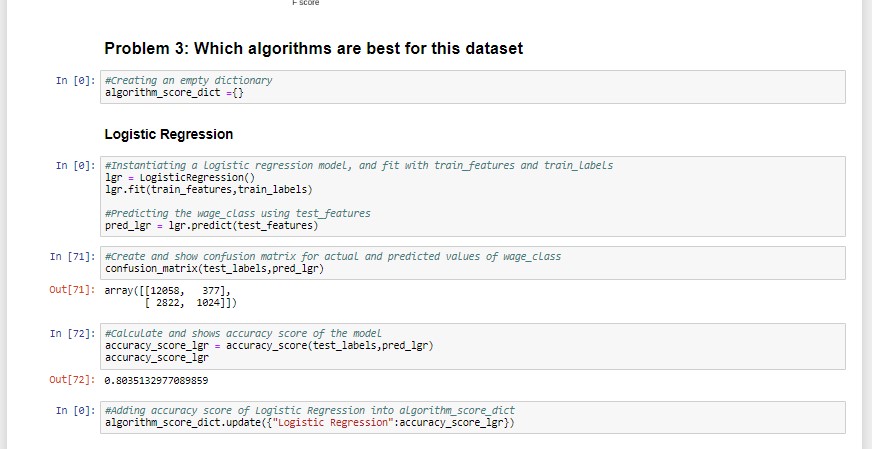 F score
Problem 3: Which algorithms are best for this dataset
In [0]: #Creating an empty dictionary
algorithm_score_dict ={}
Logistic Regression
In [0]: #Instantiating a logistic regression model, and fit with train_features and train_labels
lgr = LogisticRegression()
lgr.fit(train_features,train_labels)
#Predicting the wage_class using test_features
pred_lgr = lgr.predict(test_features)
In [71]: #Create and show confusion matrix for actual and predicted values of wage_class
confusion_matrix(test_labels,pred_lgr)
Out[71]: array([[12058,   377],
       [ 2822,  1024]])
In [72]: #Calculate and shows accuracy score of the model
accuracy_score_lgr = accuracy_score(test_labels,pred_lgr)
accuracy_score_lgr
Out[72]: 0.8035132977089859
In [0]: #Adding accuracy score of Logistic Regression into algorithm_score_dict
algorithm_score_dict.update({"Logistic Regression":accuracy_score_lgr})